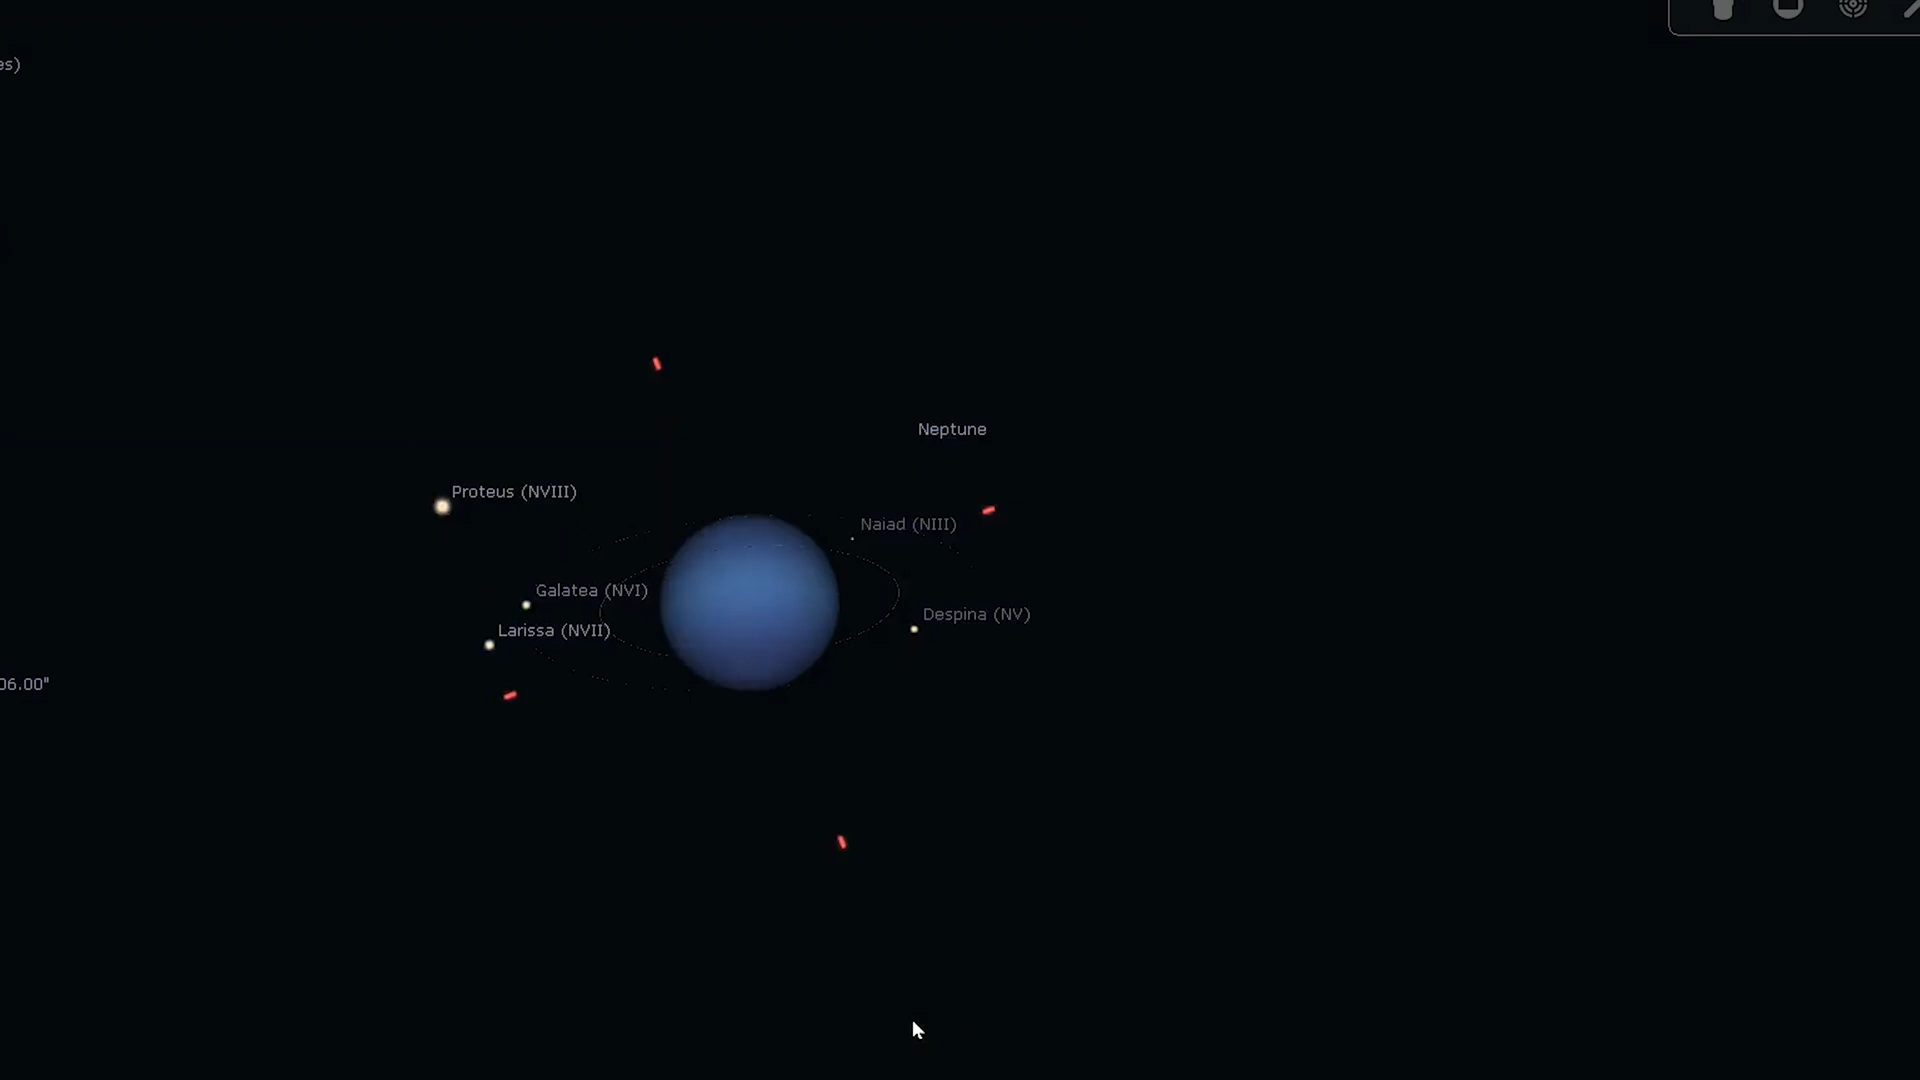 es)
Neptune
Proteus (NVIII)
Naiad (NIII)
Galatea (NVI)
Despina (NV)
Larissa (NVII)
06.00"